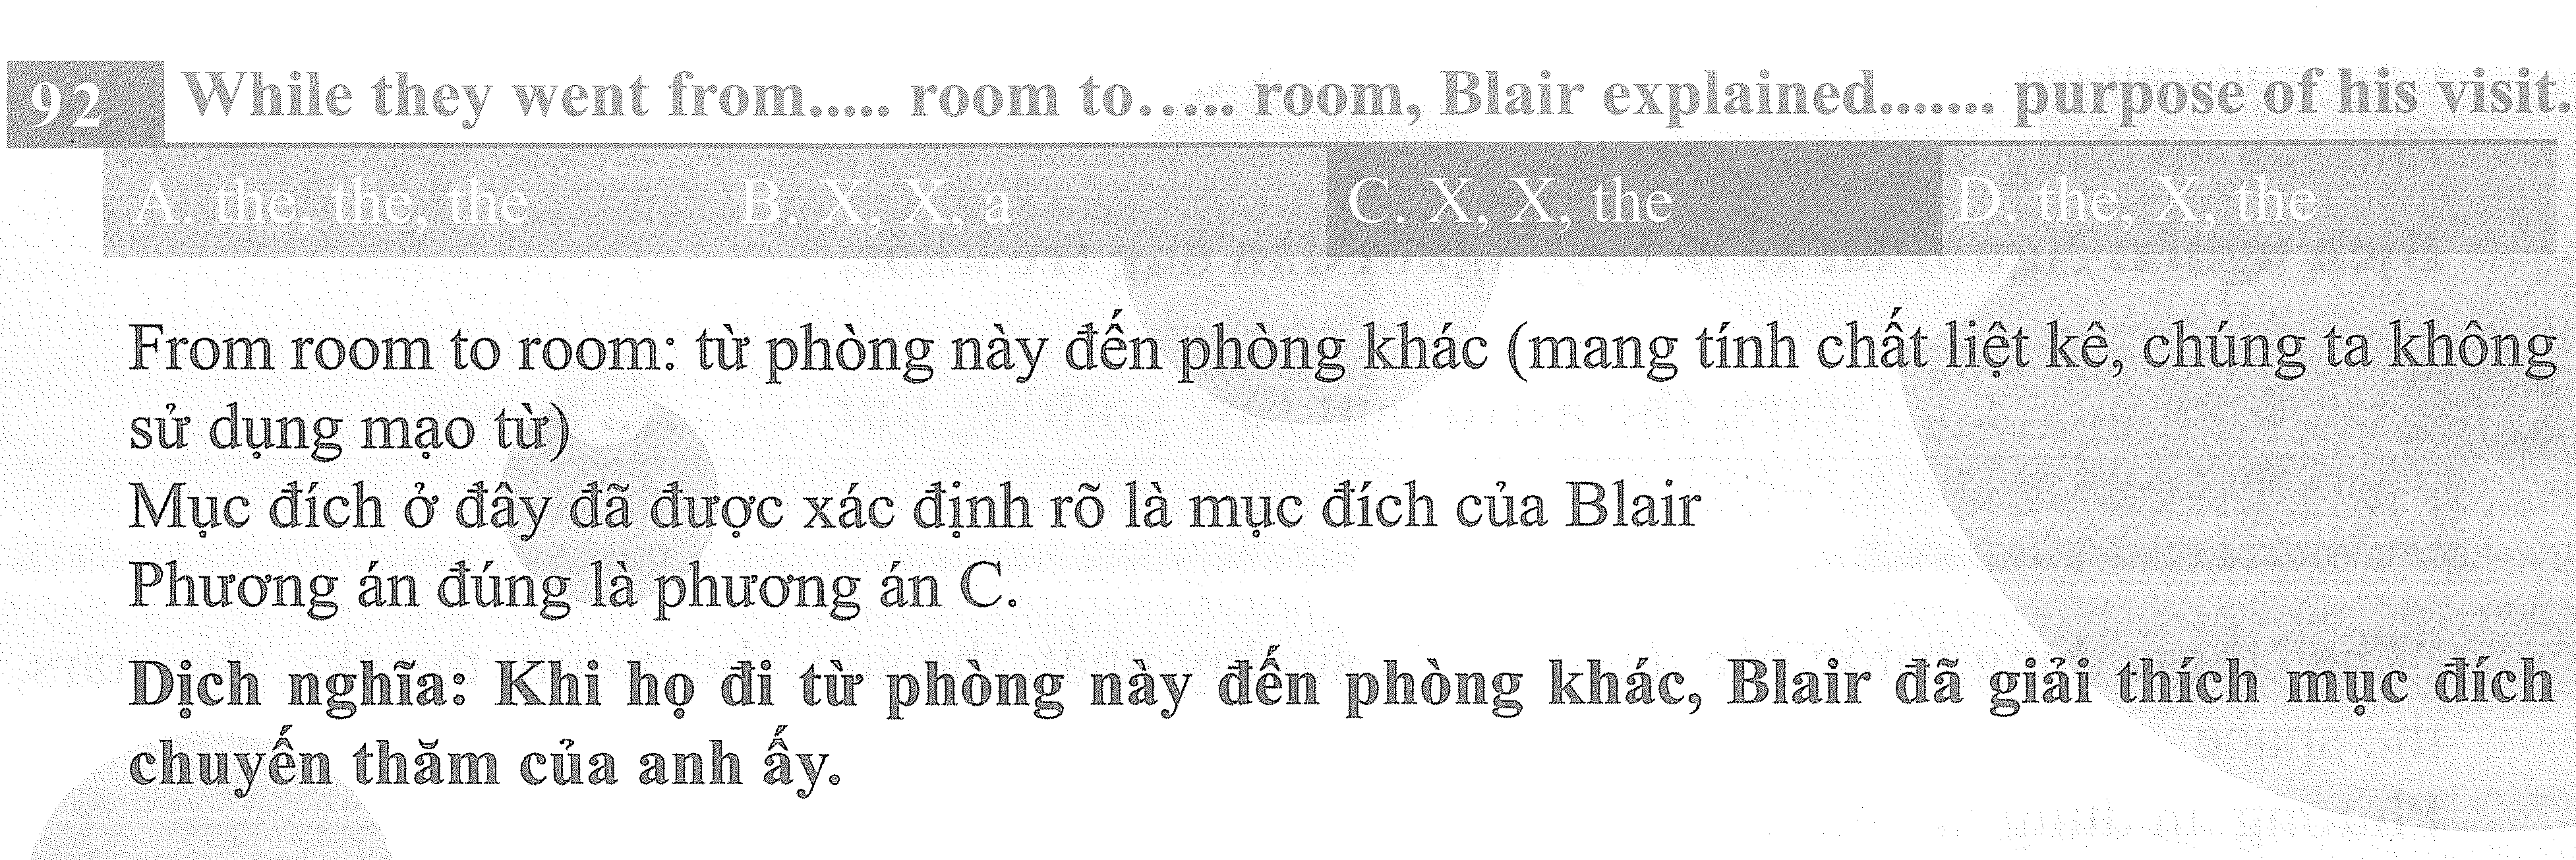 92 While they went from..... room to..... room, Blair explained....... purpose of his visit.
A. the, the, the B. X, X, a C. X, X, the D. the, X, the
From room to room: từ phòng này đến phòng khác (mang tính chất liệt kê, chúng ta không
sử dụng mạo từ)
Mục đích ở đây đã được xác định rõ là mục đích của Blair
Phương án đúng là phương án C.
Dịch nghĩa: Khi họ đi từ phòng này đến phòng khác, Blair đã giải thích mục đích
chuyến thăm của anh ấy.